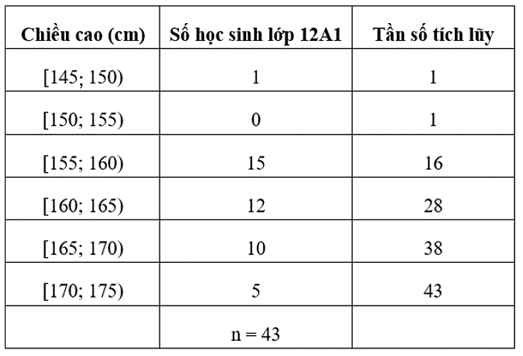 Chiều cao (cm) Số học sinh lớp 12A1 Tần số tích lũy
[145; 150) 1 1
[150; 155) 0 1
[155; 160) 15 16
[160; 165) 12 28
[165; 170) 10 38
[170; 175) 5 43
n = 43